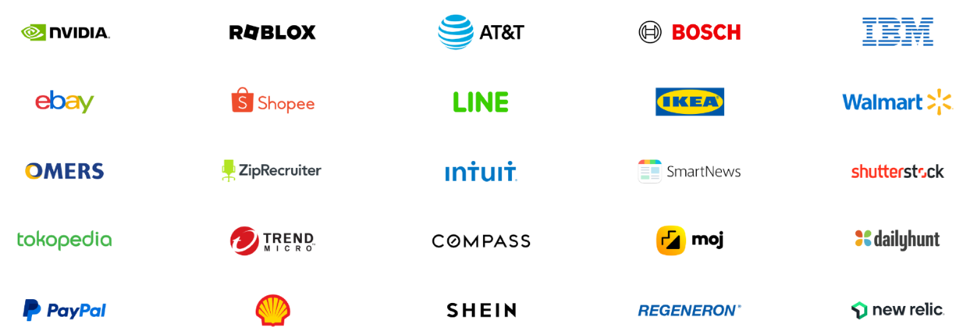 NVIDIA.
ROBLOX
AT&T
BOSCH
IBM
ebay
S Shopee
LINE
IKEA
Walmart
OMERS
ZipRecruiter
intuit
SmartNews
shutterstock
tokopedia
TREND
MICRO
COMPASS
moj
dailyhunt
PayPal
SHEIN
REGENERON
new relic